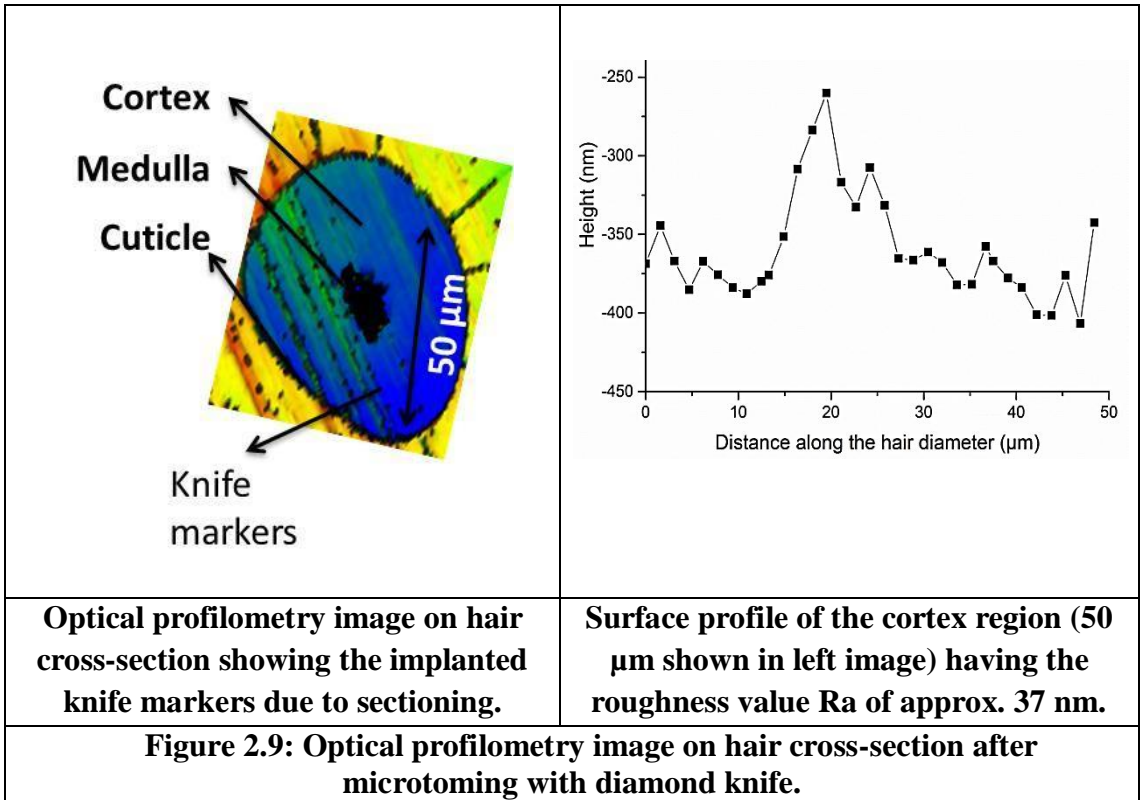 Cortex
Medulla
Cuticle
50 µm
Knife
markers
-250
-300
-350
-400
-450
Height (nm)
0 10 20 30 40 50
Distance along the hair diameter (µm)
Optical profilometry image on hair
cross-section showing the implanted
knife markers due to sectioning.
Surface profile of the cortex region (50
µm shown in left image) having the
roughness value Ra of approx. 37 nm.
Figure 2.9: Optical profilometry image on hair cross-section after
microtoming with diamond knife.